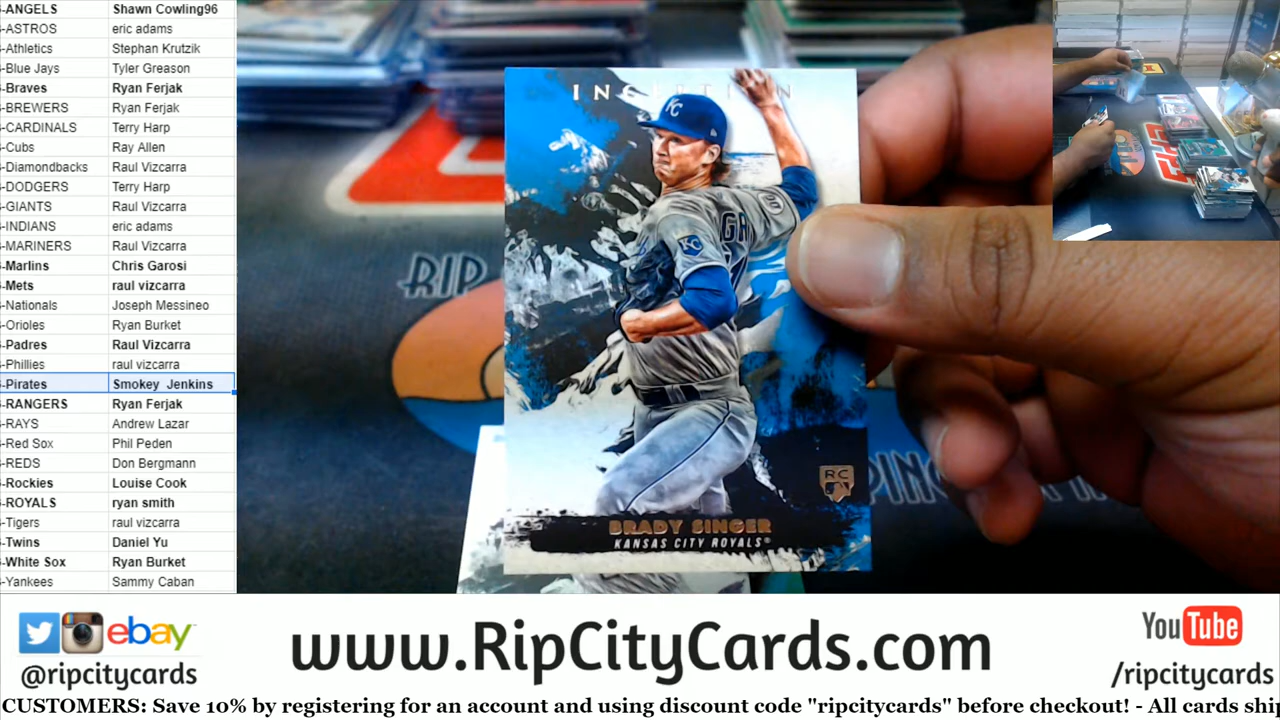 -ANGELS Shawn Cowling96
-ASTROS eric adams
-Athletics Stephan Krutzik
-Blue Jays Tyler Greason
-Braves Ryan Ferjak
-BREWERS Ryan Ferjak
-CARDINALS Terry Harp
-Cubs Ray Allen
-Diamondbacks Raul Vizcarra
-DODGERS Terry Harp
-GIANTS Raul Vizcarra
-INDIANS eric adams
-MARINERS Raul Vizcarra
-Marlins Chris Garosi
-Mets raul vizcarra
-Nationals Joseph Messineo
-Orioles Ryan Burket
-Padres Raul Vizcarra
-Phillies raul vizcarra
-Pirates Smokey Jenkins
-RANGERS Ryan Ferjak
-RAYS Andrew Lazar
-Red Sox Phil Peden
-REDS Don Bergmann
-Rockies Louise Cook
-ROYALS ryan smith
-Tigers raul vizcarra
-Twins Daniel Yu
-White Sox Ryan Burket
-Yankees Sammy Caban
INCEPTION
KC
KC
RIP
RC
BRADY SINGER
KANSAS CITY ROYALS
ebay
@ripcitycards
www.RipCityCards.com
YouTube
/ripcitycards
CUSTOMERS: Save 10% by registering for an account and using discount code "ripcitycards" before checkout! - All cards ship